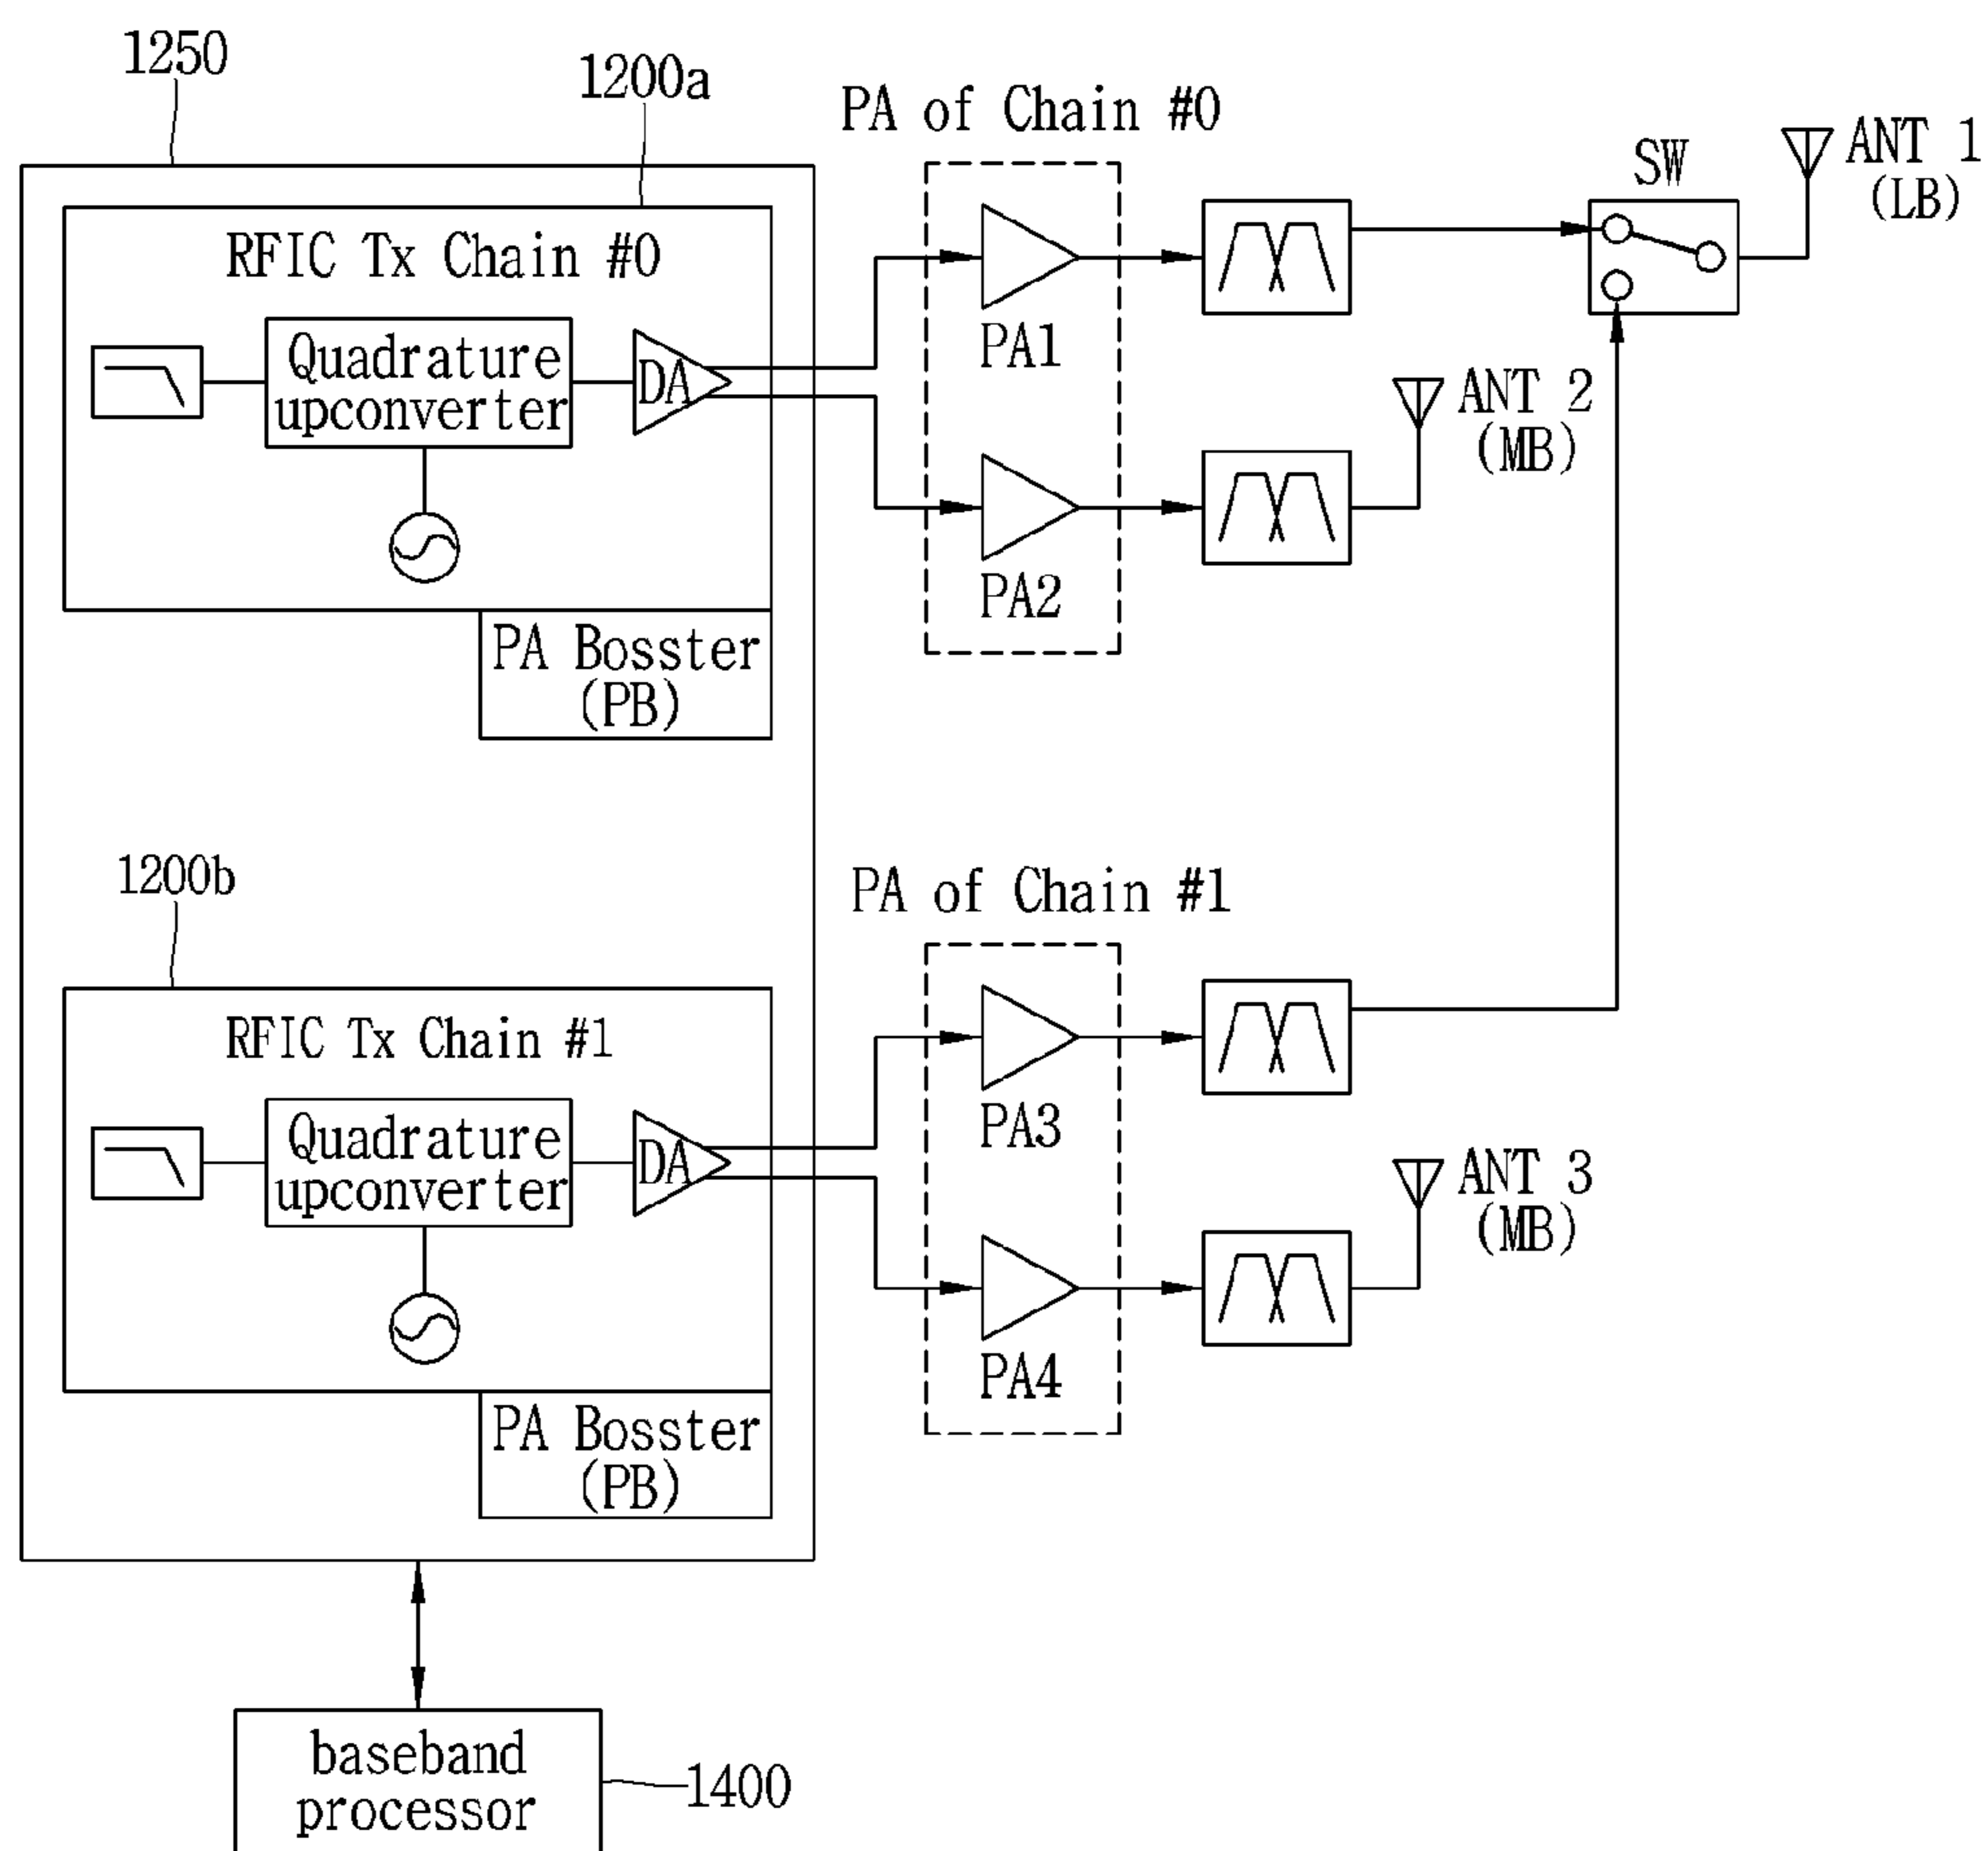 1250
1200a
RFIC Tx Chain #0
Quadrature
upconverter
DA
PA Bosster
(PB)
PA of Chain #0
PA1
PA2
SW
ANT 1
(LB)
ANT 2
(MB)
1200b
RFIC Tx Chain #1
Quadrature
upconverter
DA
PA Bosster
(PB)
PA of Chain #1
PA3
PA4
ANT 3
(MB)
baseband
processor
1400